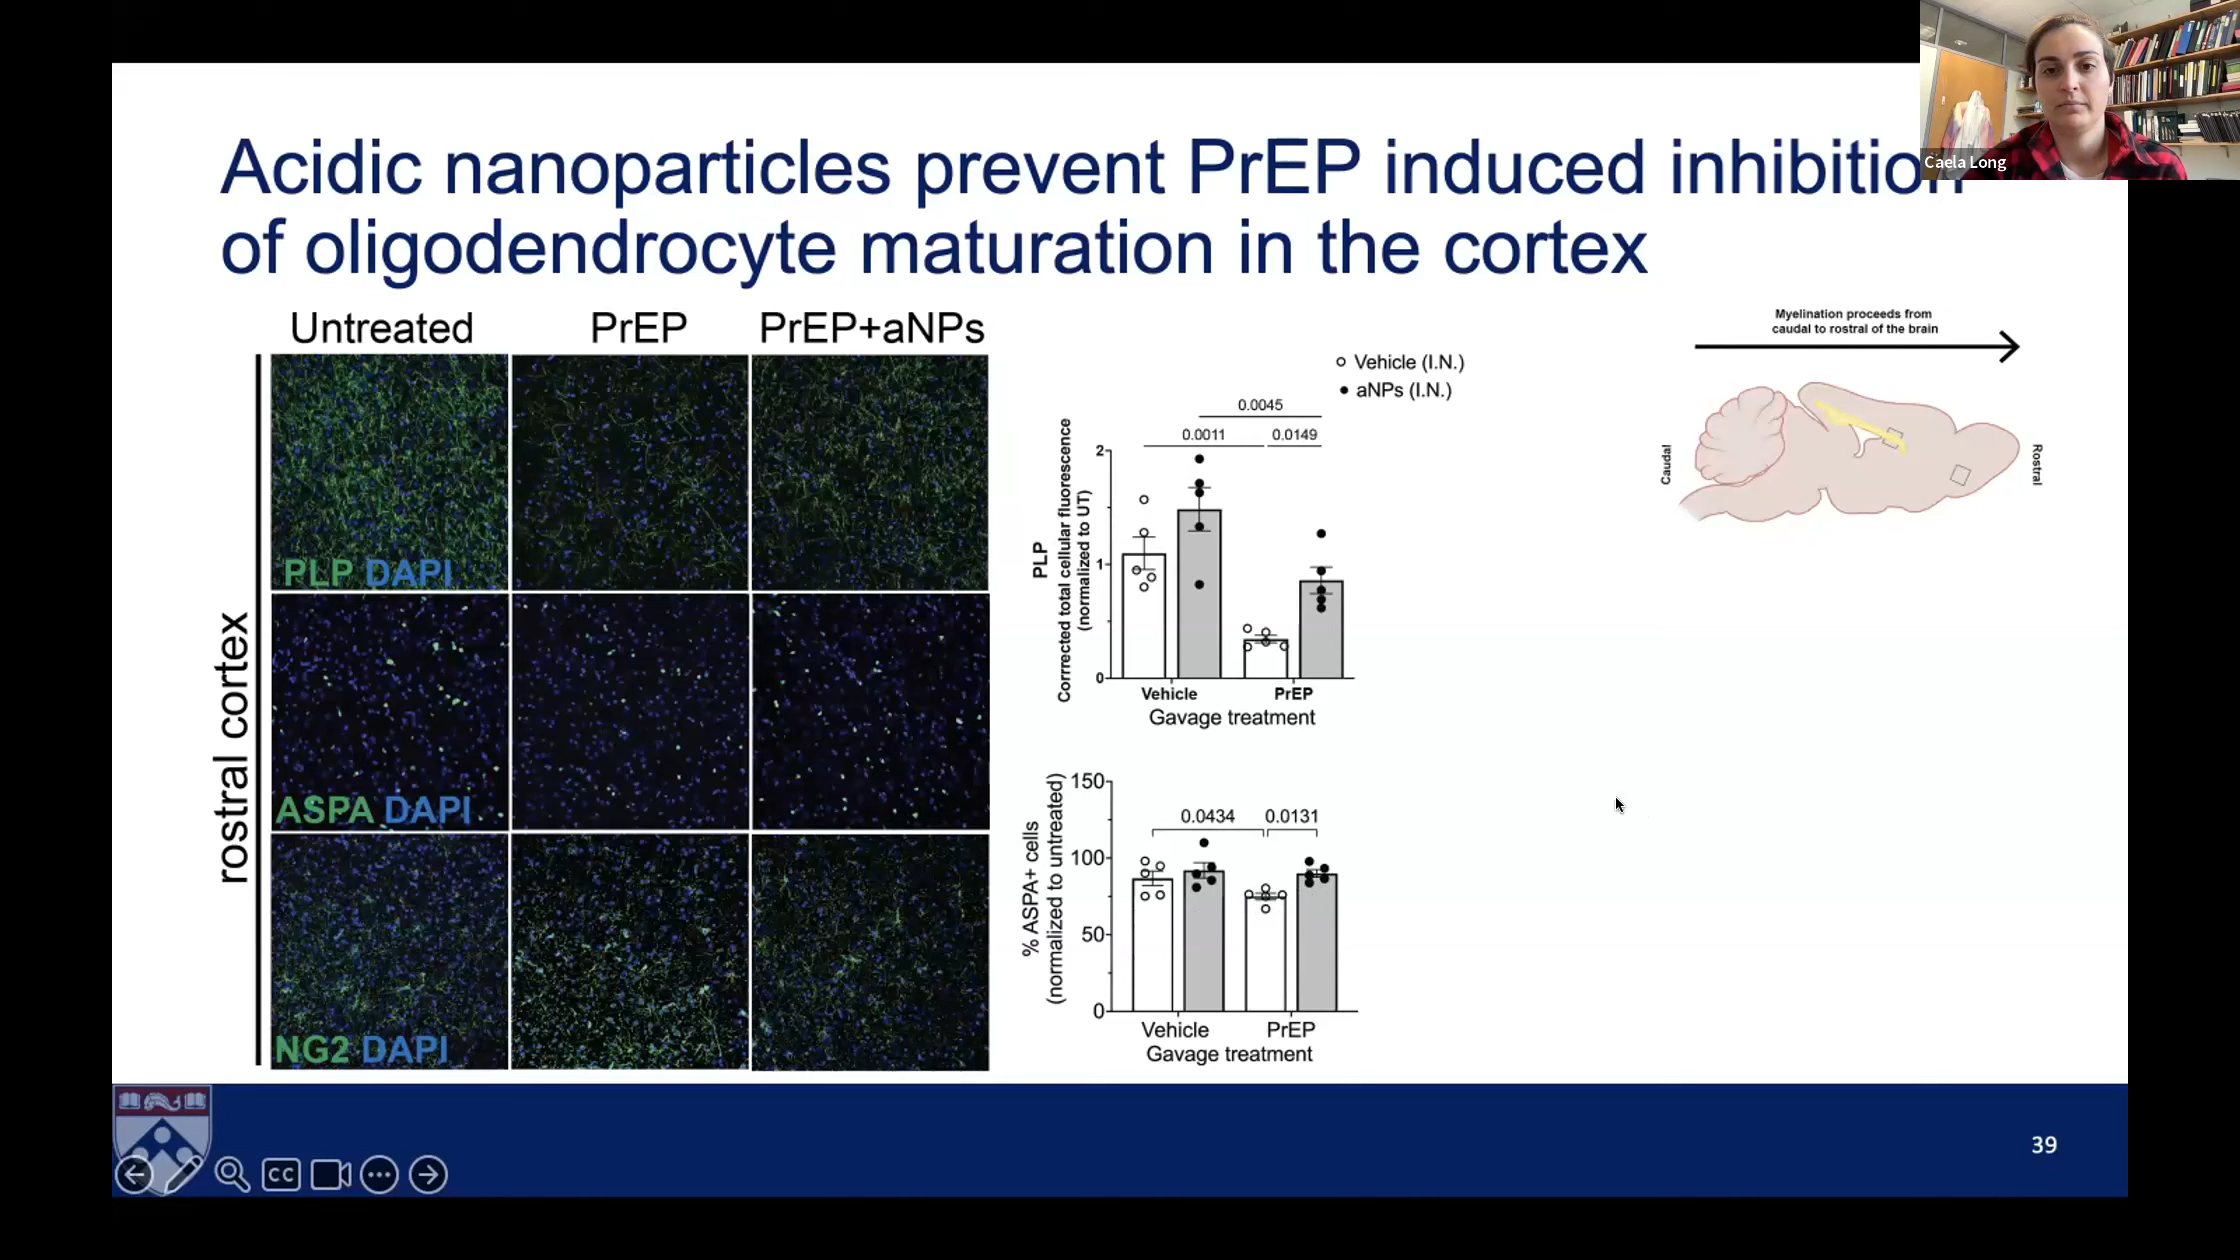 Acidic nanoparticles prevent PrEP induced inhibition
of oligodendrocyte maturation in the cortex
Caela Long
Untreated
PrEP
PrEP+aNPs
rostral cortex
PLP DAPI
ASPA DAPI
NG2 DAPI
Vehicle (I.N.)
aNPs (I.N.)
0.0045
0.0011
0.0149
PLP
Corrected total cellular fluorescence
(normalized to UT)
2
1
0
Vehicle
PrEP
Gavage treatment
% ASPA+ cells
(normalized to untreated)
150
100
50
0
0.0434
0.0131
Vehicle
PrEP
Gavage treatment
Myelination proceeds from
caudal to rostral of the brain
Caudal
Rostral
CC
39